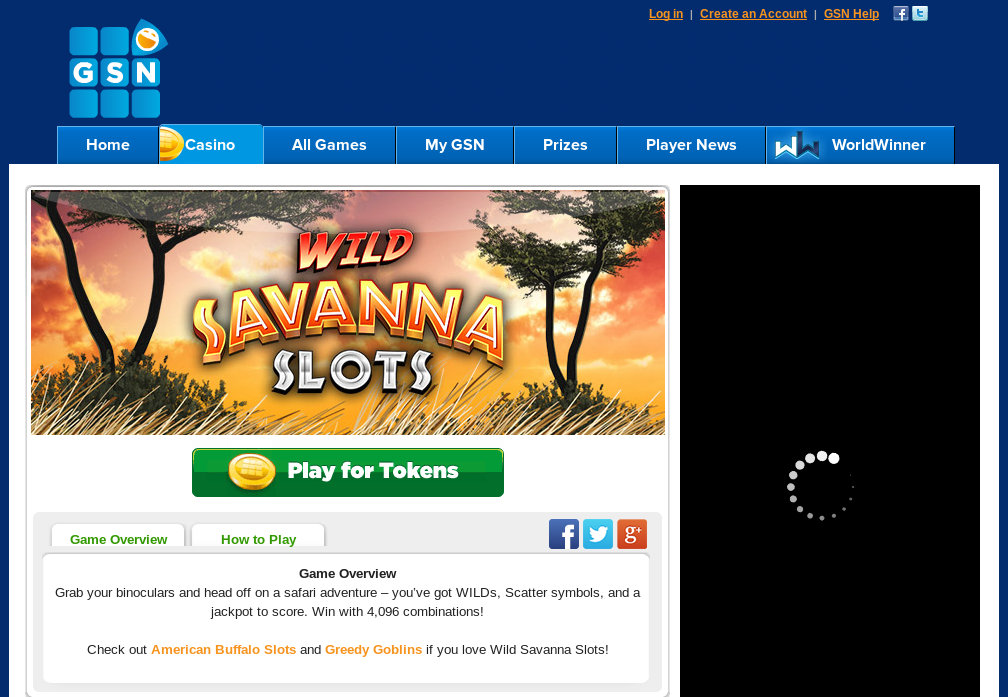 Log in | Create an Account | GSN Help
GSN
Home Casino All Games My GSN Prizes Player News WorldWinner
WILD
SAVANNA
SLOTS
Play for Tokens
Game Overview How to Play
Game Overview
Grab your binoculars and head off on a safari adventure – you’ve got WILDs, Scatter symbols, and a
jackpot to score. Win with 4,096 combinations!
Check out American Buffalo Slots and Greedy Goblins if you love Wild Savanna Slots!